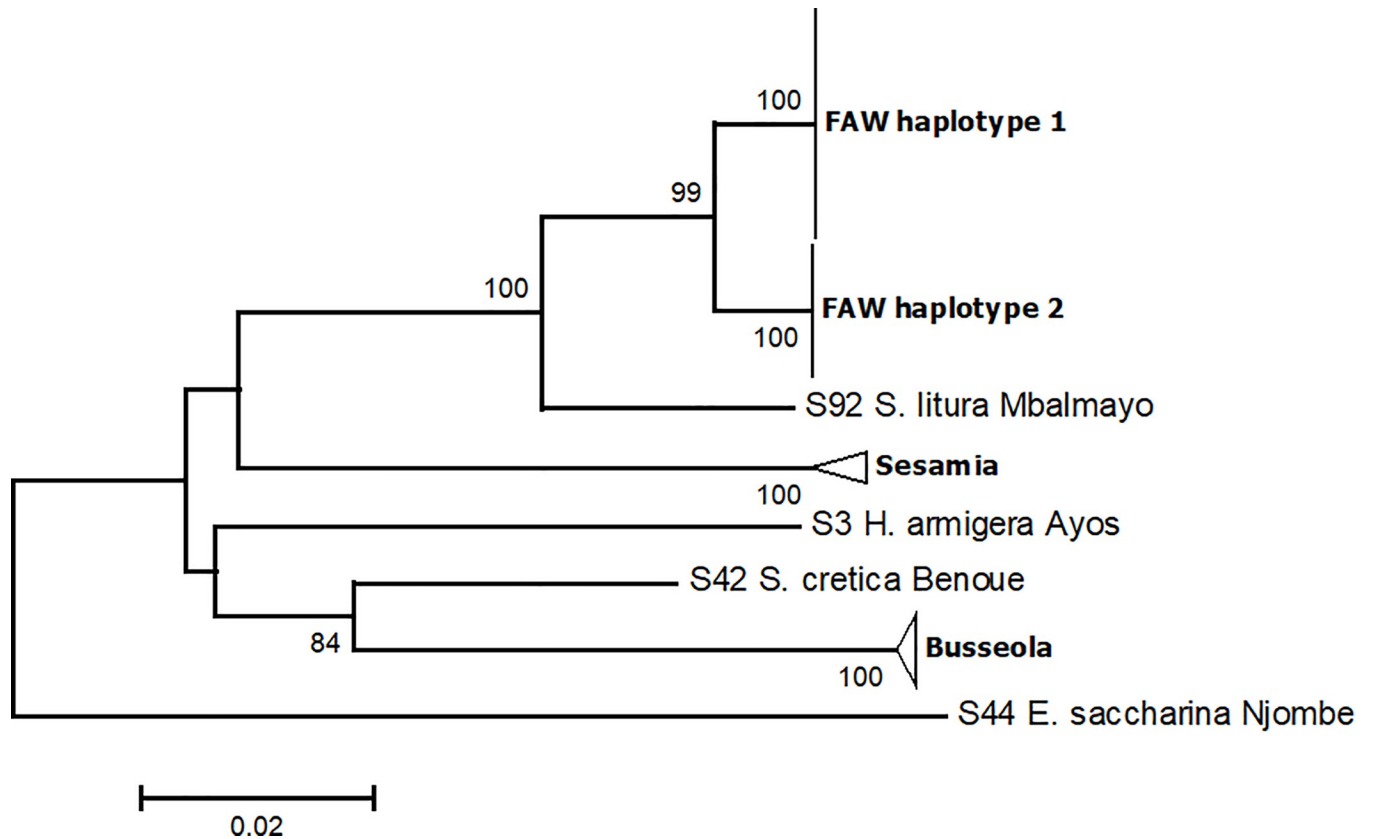 100
FAW haplotype 1
99
100
FAW haplotype 2
100
S92 S. litura Mbalmayo
Sesamia
100
S3 H. armigera Ayos
S42 S. cretica Benoue
84
Busseola
100
S44 E. saccharina Njombe
0.02